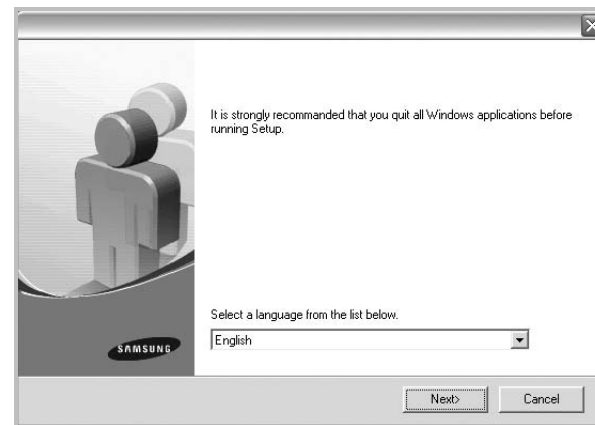 It is strongly recommanded that you quit all Windows applications before
running Setup.
Select a language from the list below.
English
SAMSUNG
Next>
Cancel